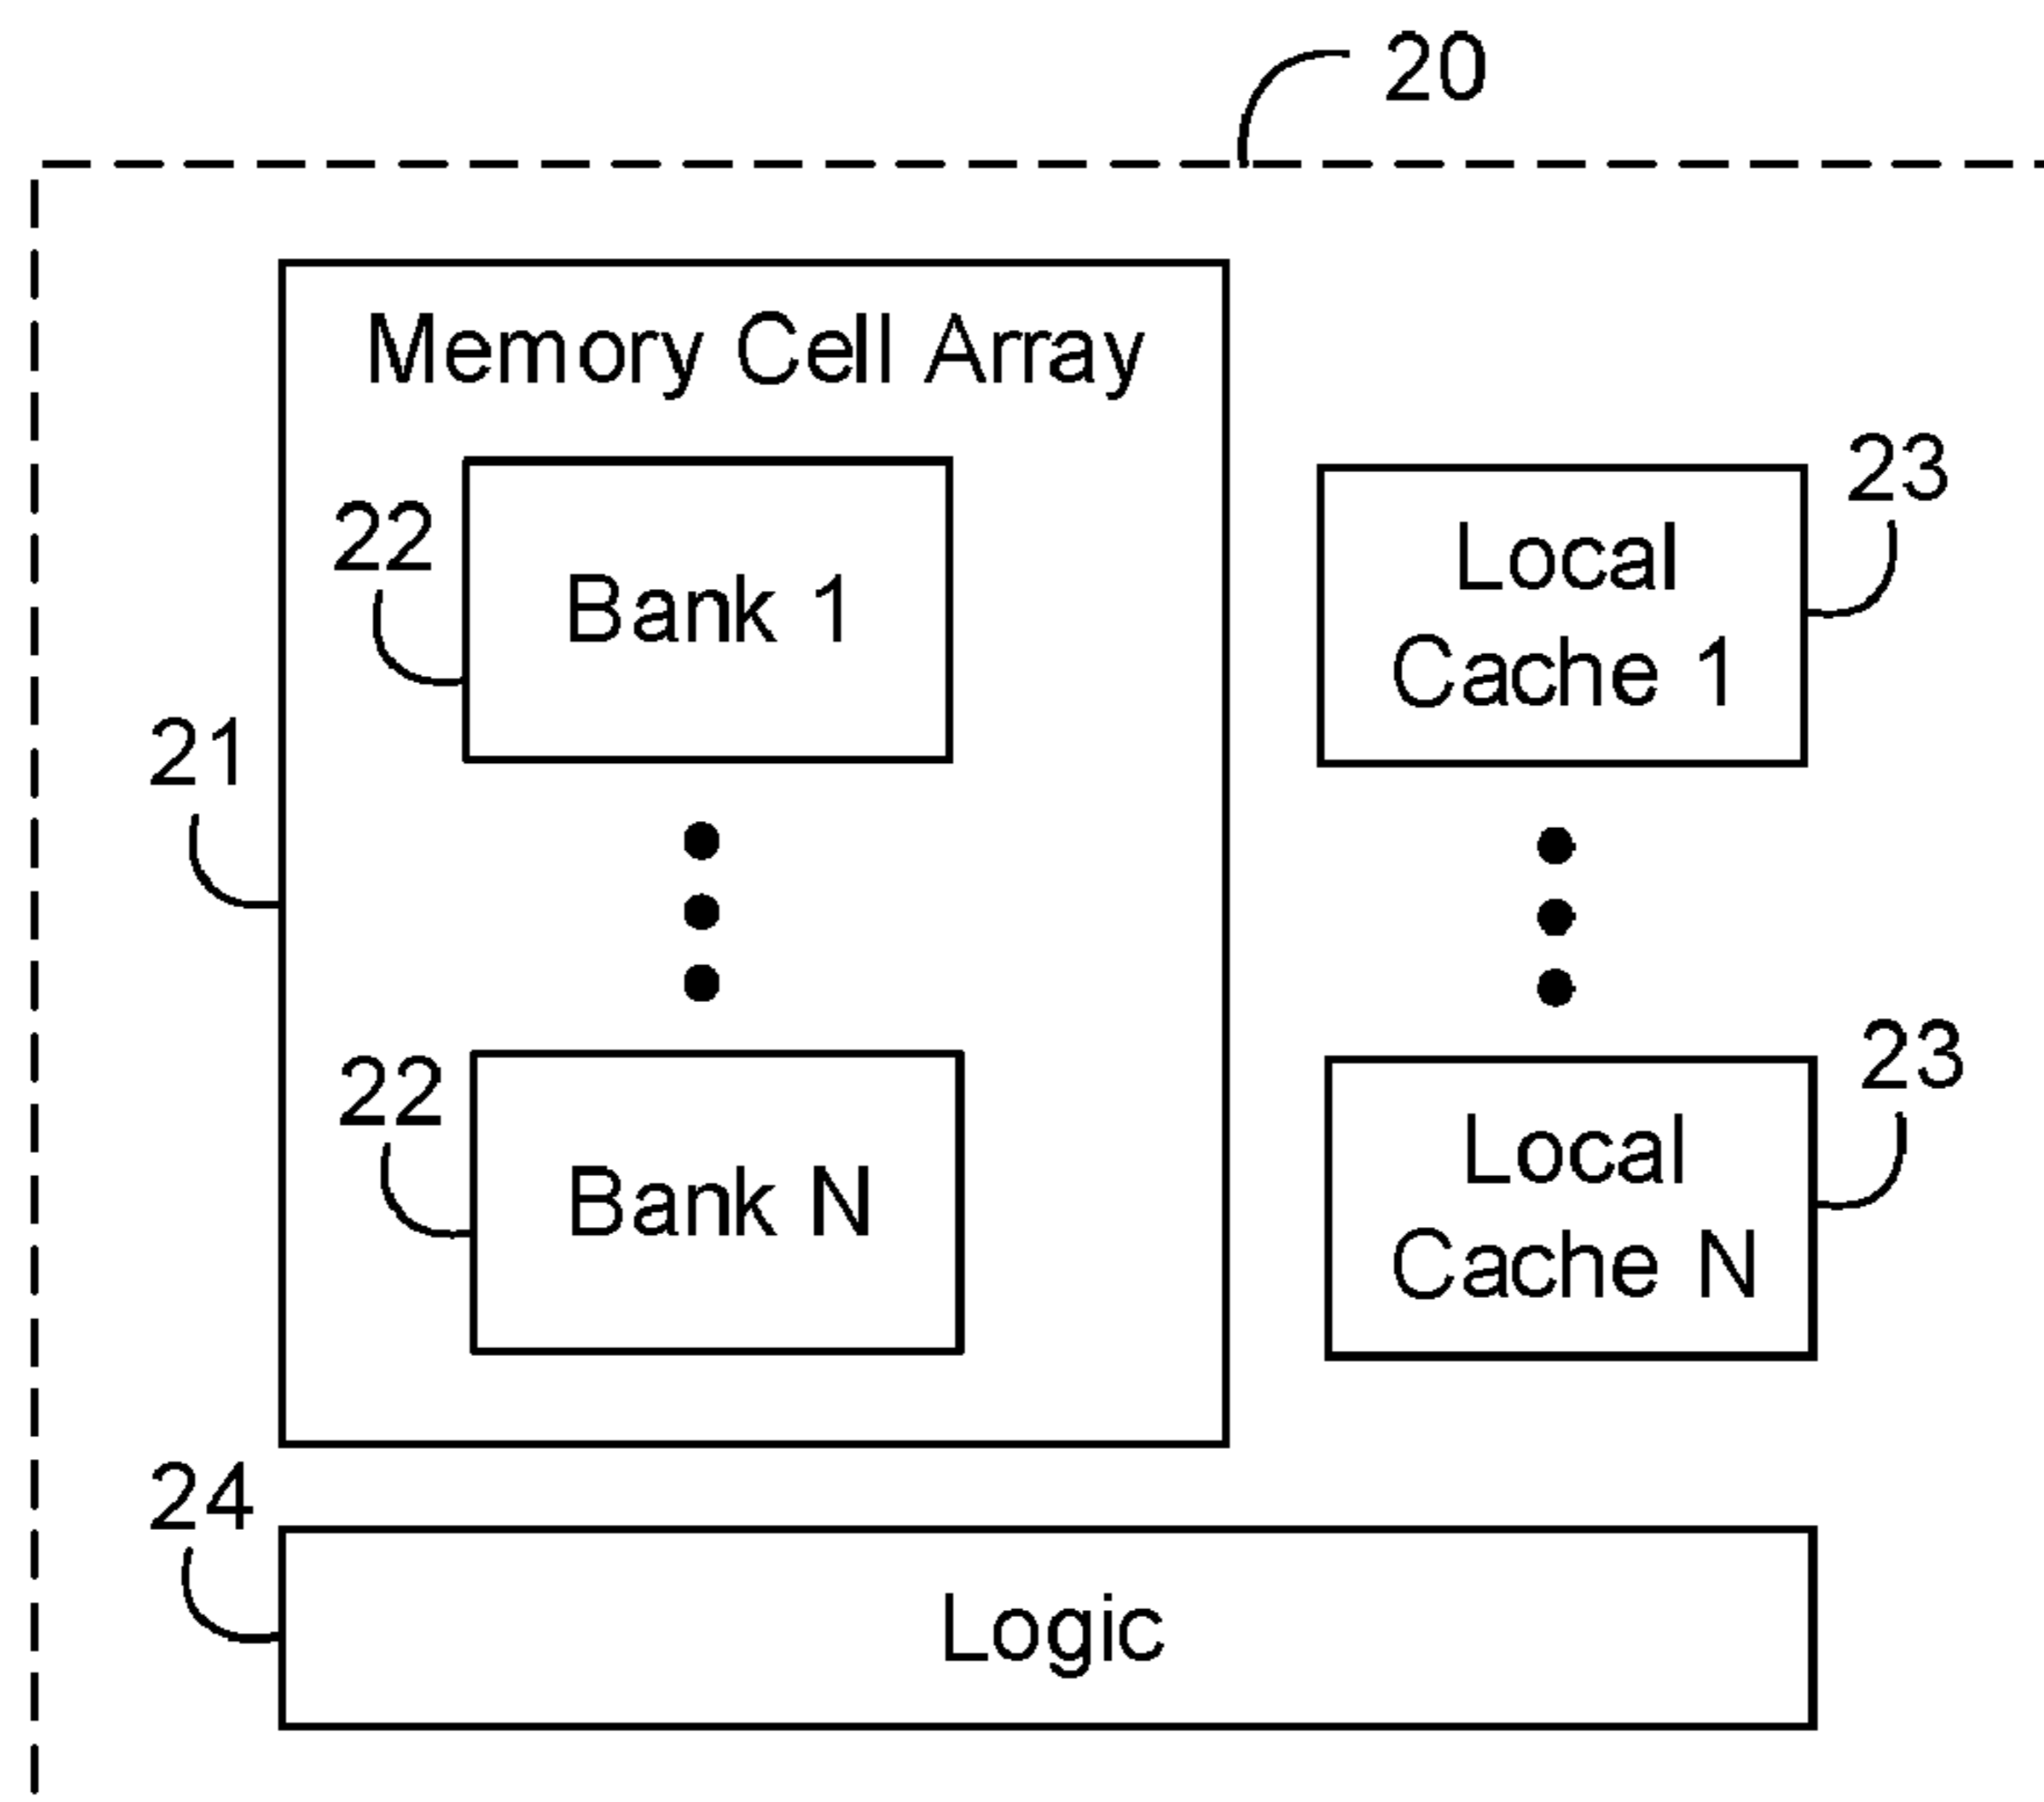 20
Memory Cell Array
22
Bank 1
23
Local
Cache 1
21
22
Bank N
23
Local
Cache N
24
Logic